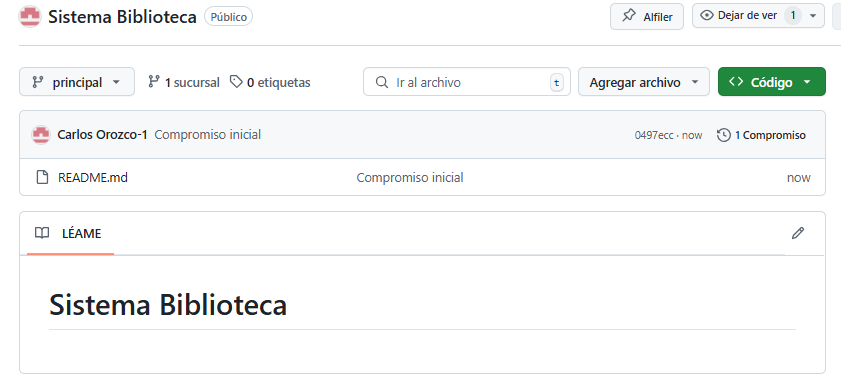 Sistema Biblioteca Público Alfiler Dejar de ver 1
principal 1 sucursal 0 etiquetas Ir al archivo t Agregar archivo Código
Carlos Orozco-1 Compromiso inicial 0497ecc · now 1 Compromiso
README.md Compromiso inicial now
LÉAME
Sistema Biblioteca